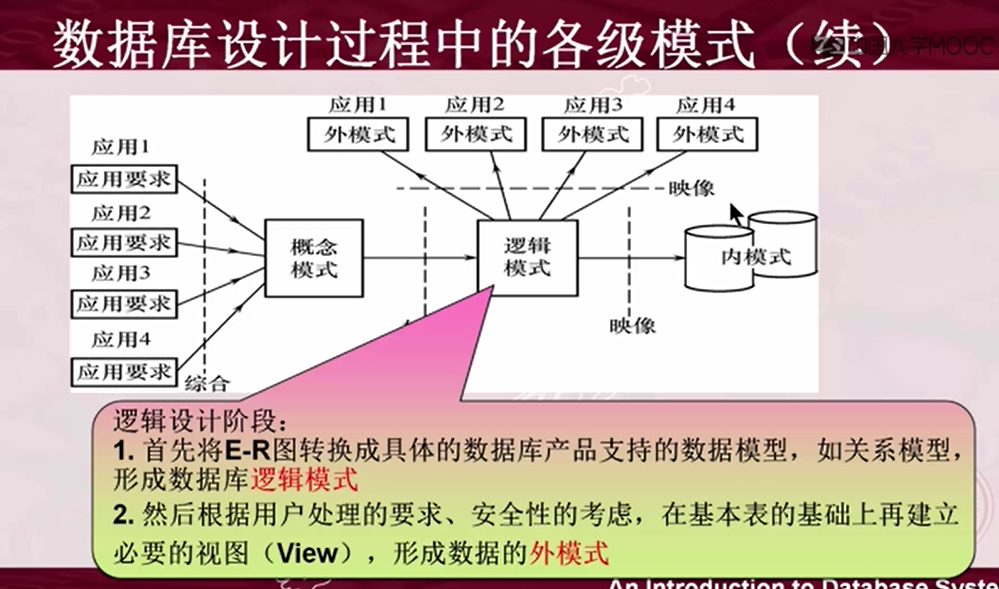 数据库设计过程中的各级模式（续）
中国大学MOOC
应用1 应用2 应用3 应用4
外模式 外模式 外模式 外模式
映像
应用1
应用要求
应用2
应用要求
应用3
应用要求
应用4
应用要求
综合
概念
模式
逻辑
模式
内模式
映像
逻辑设计阶段：
1. 首先将E-R图转换成具体的数据库产品支持的数据模型，如关系模型，
形成数据库逻辑模式
2. 然后根据用户处理的要求、安全性的考虑，在基本表的基础上再建立
必要的视图（View），形成数据的外模式
An Introduction to Database Syste